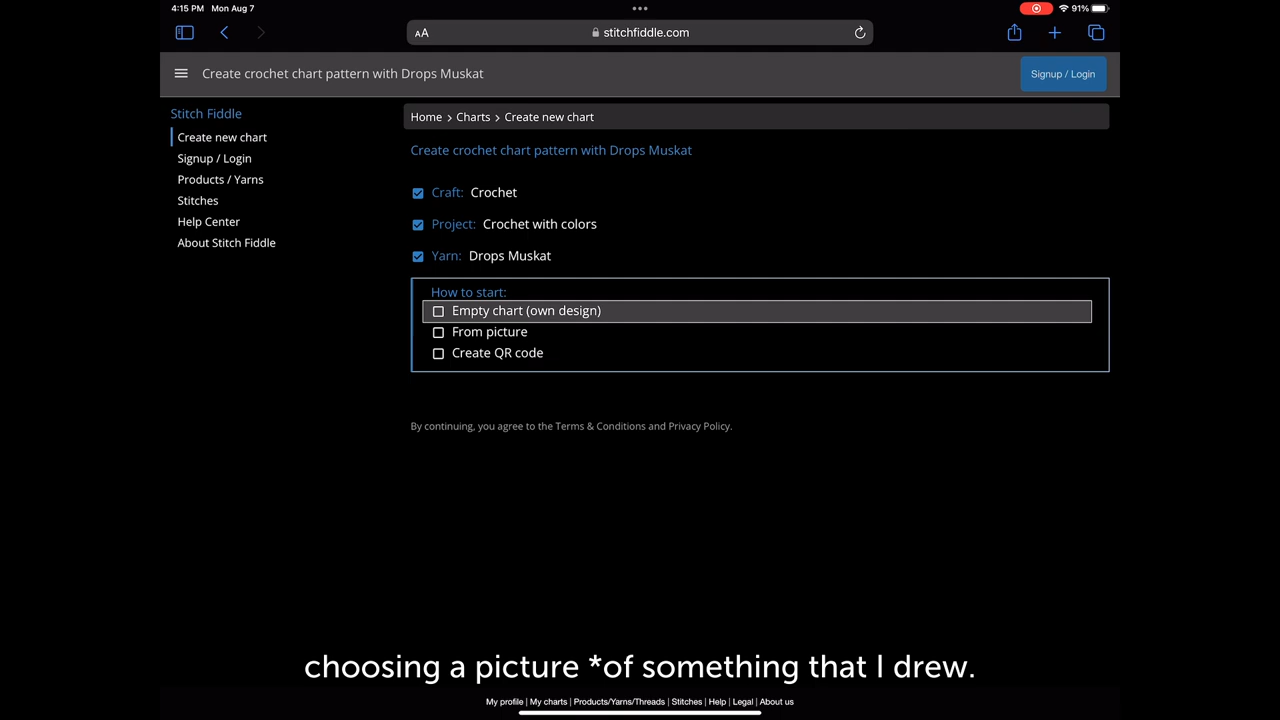 4:15 PM Mon Aug 7
91%
AA
stitchfiddle.com
Create crochet chart pattern with Drops Muskat
Signup / Login
Stitch Fiddle
Create new chart
Signup / Login
Products / Yarns
Stitches
Help Center
About Stitch Fiddle
Home > Charts > Create new chart
Create crochet chart pattern with Drops Muskat
Craft: Crochet
Project: Crochet with colors
Yarn: Drops Muskat
How to start:
Empty chart (own design)
From picture
Create QR code
By continuing, you agree to the Terms & Conditions and Privacy Policy.
choosing a picture *of something that I drew.
My profile | My charts | Products/Yarns/Threads | Stitches | Help | Legal | About us